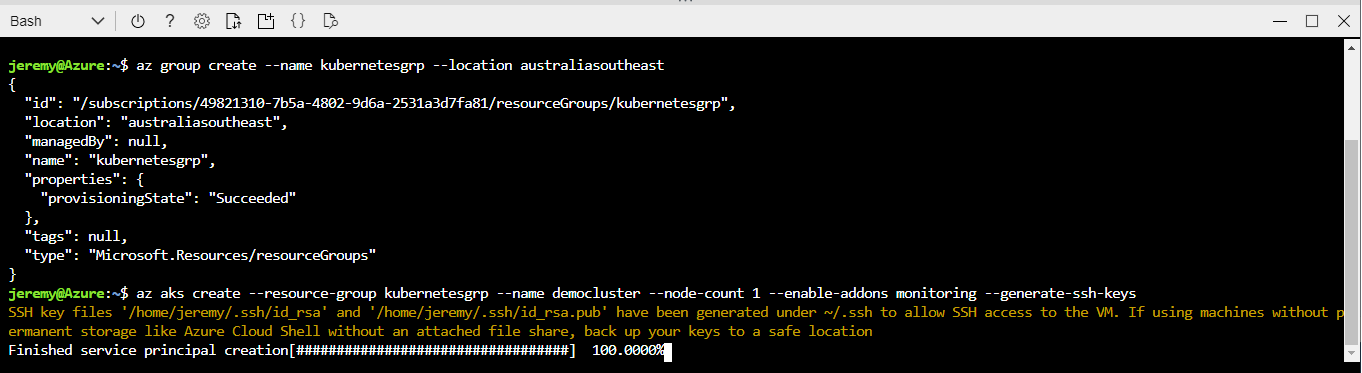 Bash
jeremy@Azure:~$ az group create --name kubernetesgrp --location australiasoutheast
{
  "id": "/subscriptions/49821310-7b5a-4802-9d6a-2531a3d7fa81/resourceGroups/kubernetesgrp",
  "location": "australiasoutheast",
  "managedBy": null,
  "name": "kubernetesgrp",
  "properties": {
    "provisioningState": "Succeeded"
  },
  "tags": null,
  "type": "Microsoft.Resources/resourceGroups"
}
jeremy@Azure:~$ az aks create --resource-group kubernetesgrp --name democluster --node-count 1 --enable-addons monitoring --generate-ssh-keys
SSH key files '/home/jeremy/.ssh/id_rsa' and '/home/jeremy/.ssh/id_rsa.pub' have been generated under ~/.ssh to allow SSH access to the VM. If using machines without p
ermanent storage like Azure Cloud Shell without an attached file share, back up your keys to a safe location
Finished service principal creation[##################################]  100.0000%